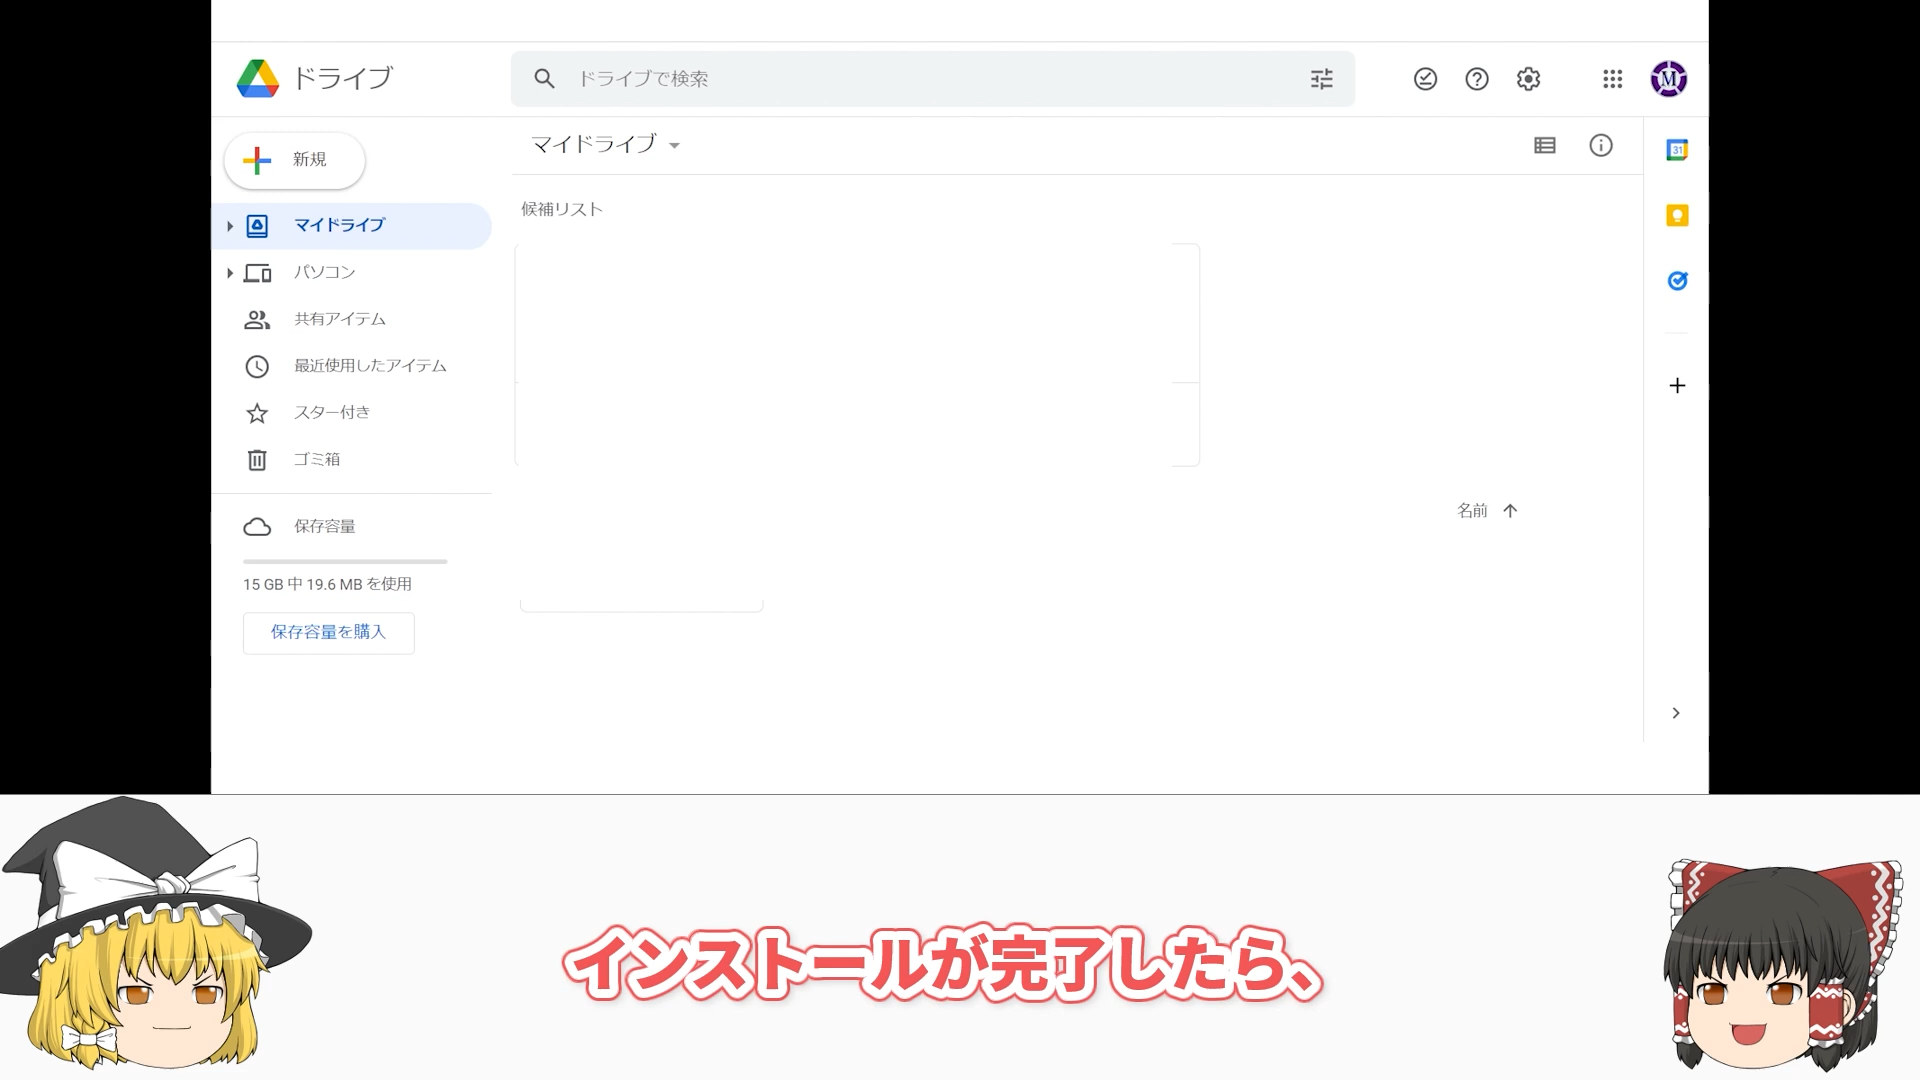 ドライブ
ドライブで検索
M
新規
マイドライブ
31
マイドライブ
候補リスト
パソコン
共有アイテム
最近使用したアイテム
スター付き
ゴミ箱
名前
保存容量
15 GB 中 19.6 MB を使用
保存容量を購入
インストールが完了したら、